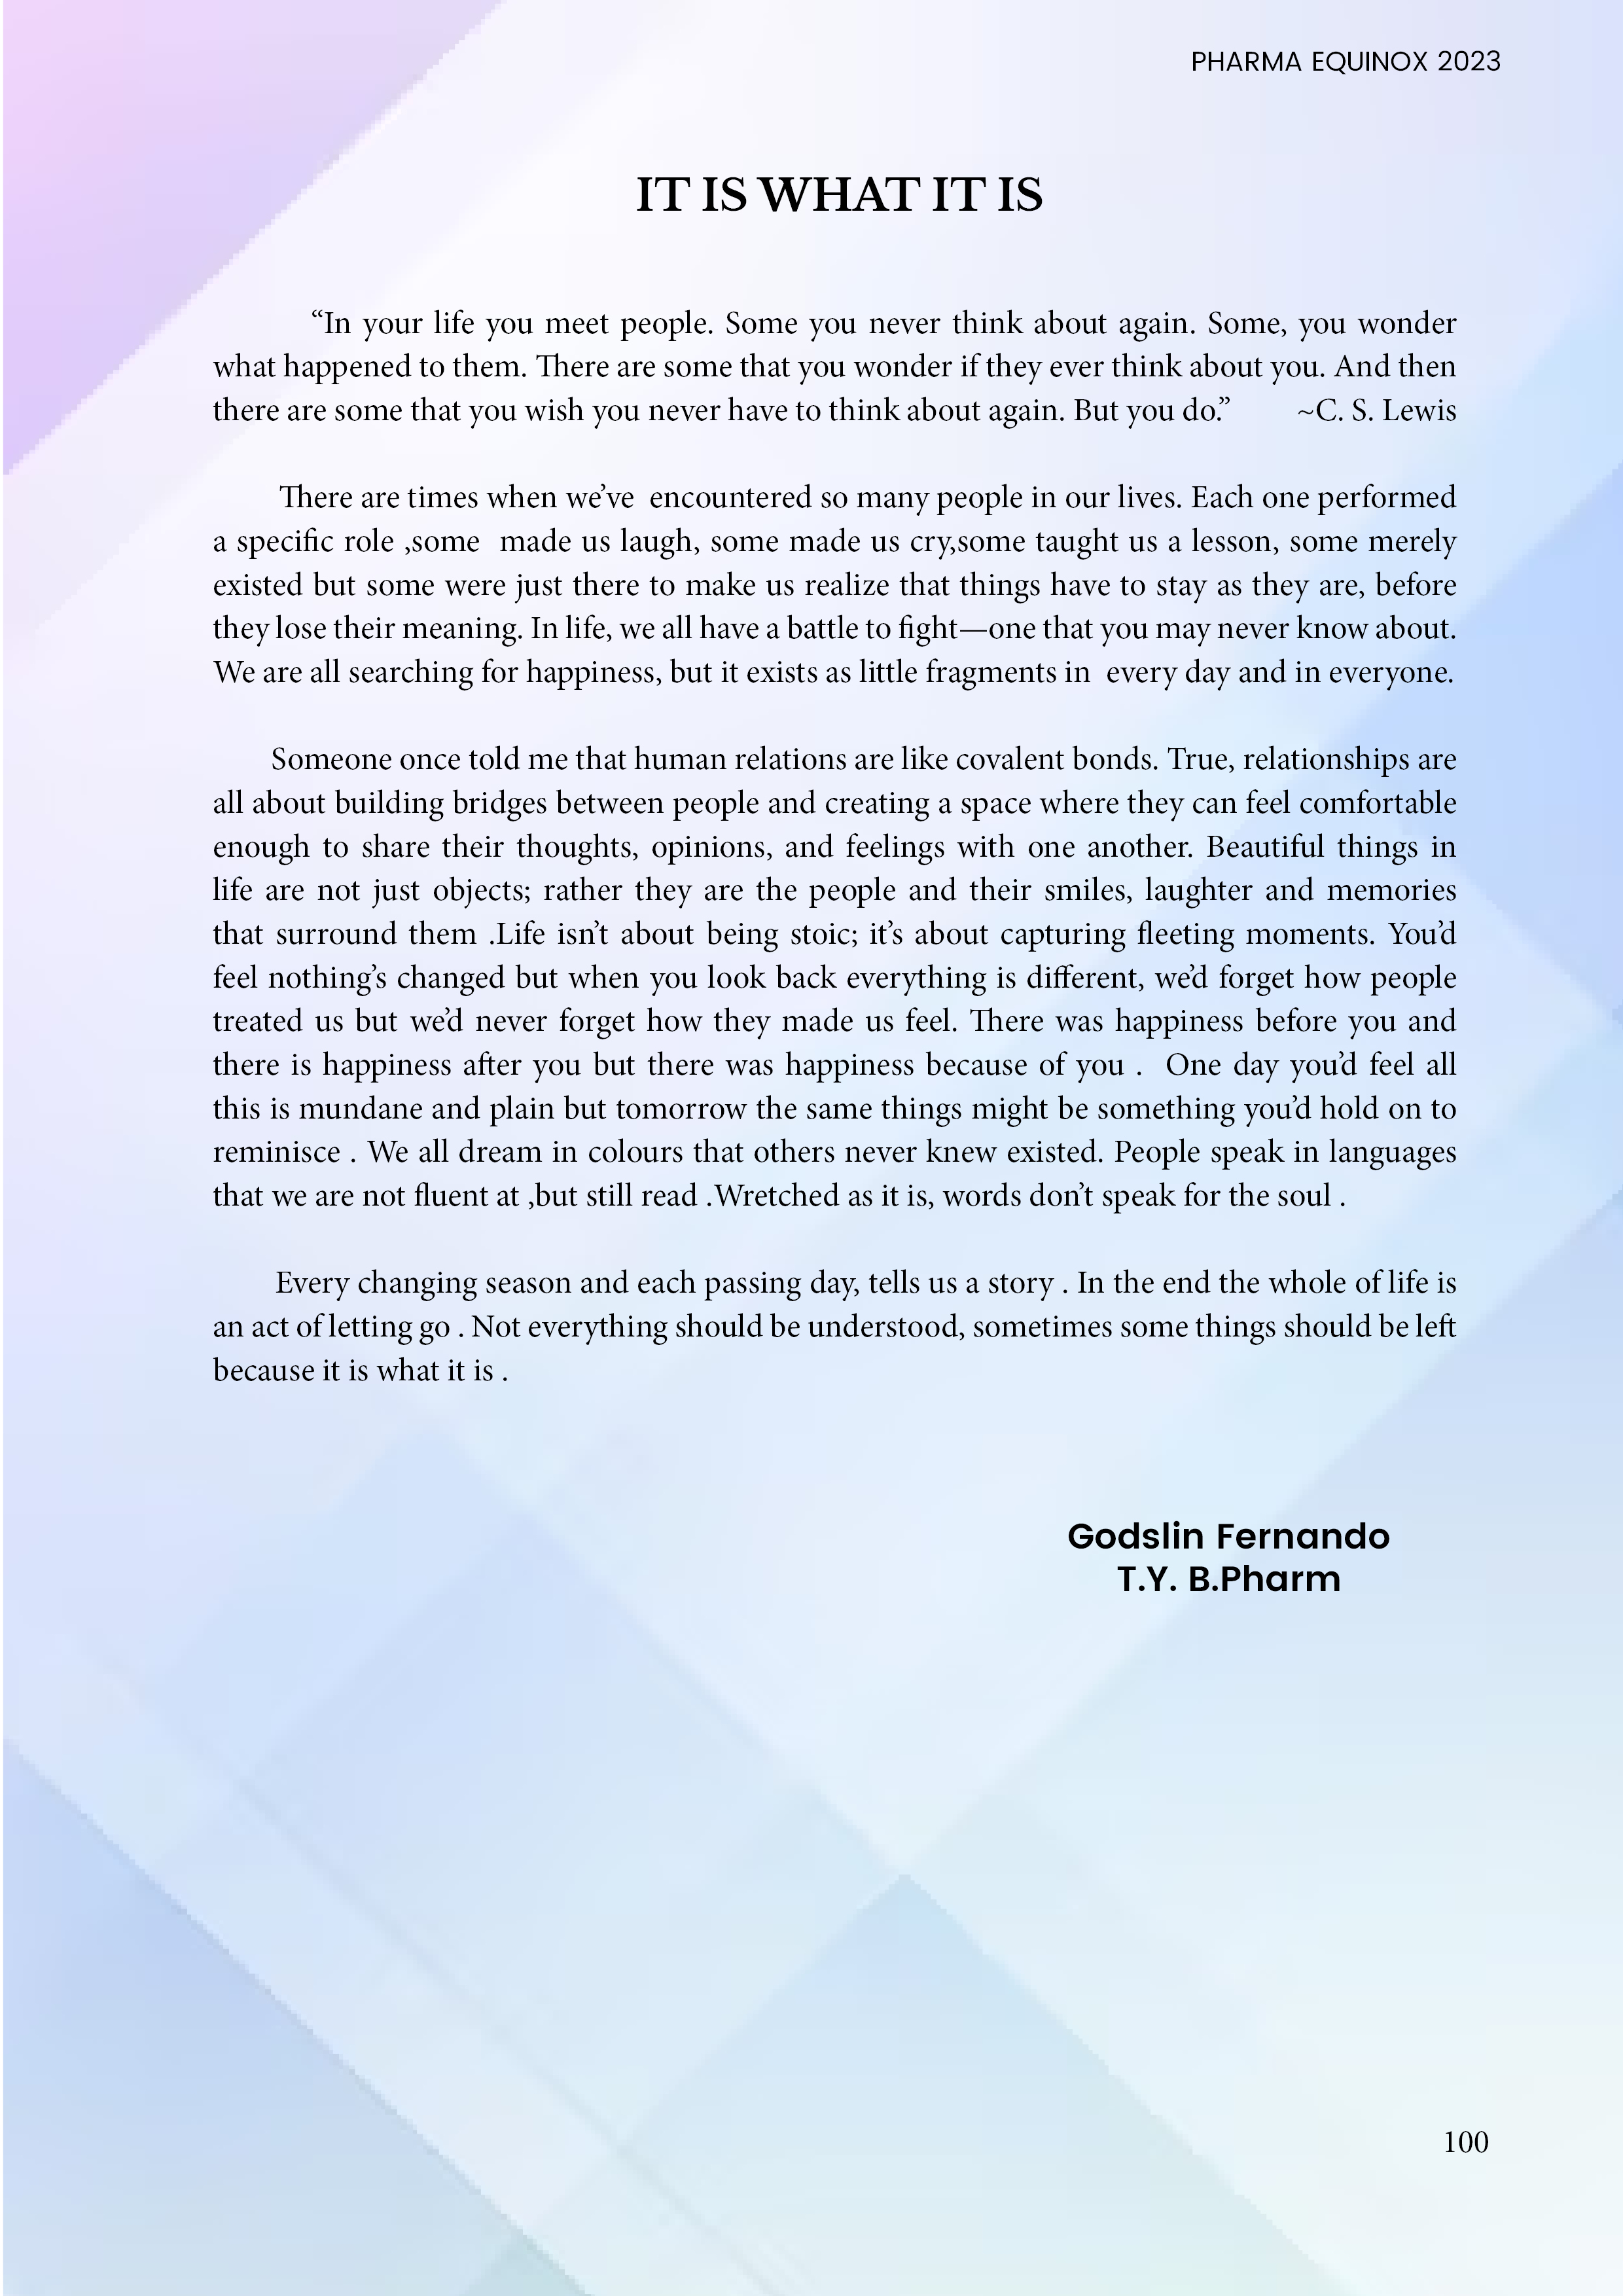 PHARMA EQUINOX 2023
IT IS WHAT IT IS
“In your life you meet people. Some you never think about again. Some, you wonder
what happened to them. There are some that you wonder if they ever think about you. And then
there are some that you wish you never have to think about again. But you do.” ~C. S. Lewis
There are times when we’ve  encountered so many people in our lives. Each one performed
a specific role ,some  made us laugh, some made us cry,some taught us a lesson, some merely
existed but some were just there to make us realize that things have to stay as they are, before
they lose their meaning. In life, we all have a battle to fight—one that you may never know about.
We are all searching for happiness, but it exists as little fragments in  every day and in everyone.
Someone once told me that human relations are like covalent bonds. True, relationships are
all about building bridges between people and creating a space where they can feel comfortable
enough to share their thoughts, opinions, and feelings with one another. Beautiful things in
life are not just objects; rather they are the people and their smiles, laughter and memories
that surround them .Life isn’t about being stoic; it’s about capturing fleeting moments. You’d
feel nothing’s changed but when you look back everything is different, we’d forget how people
treated us but we’d never forget how they made us feel. There was happiness before you and
there is happiness after you but there was happiness because of you .  One day you’d feel all
this is mundane and plain but tomorrow the same things might be something you’d hold on to
reminisce . We all dream in colours that others never knew existed. People speak in languages
that we are not fluent at ,but still read .Wretched as it is, words don’t speak for the soul .
Every changing season and each passing day, tells us a story . In the end the whole of life is
an act of letting go . Not everything should be understood, sometimes some things should be left
because it is what it is .
Godslin Fernando
T.Y. B.Pharm
100